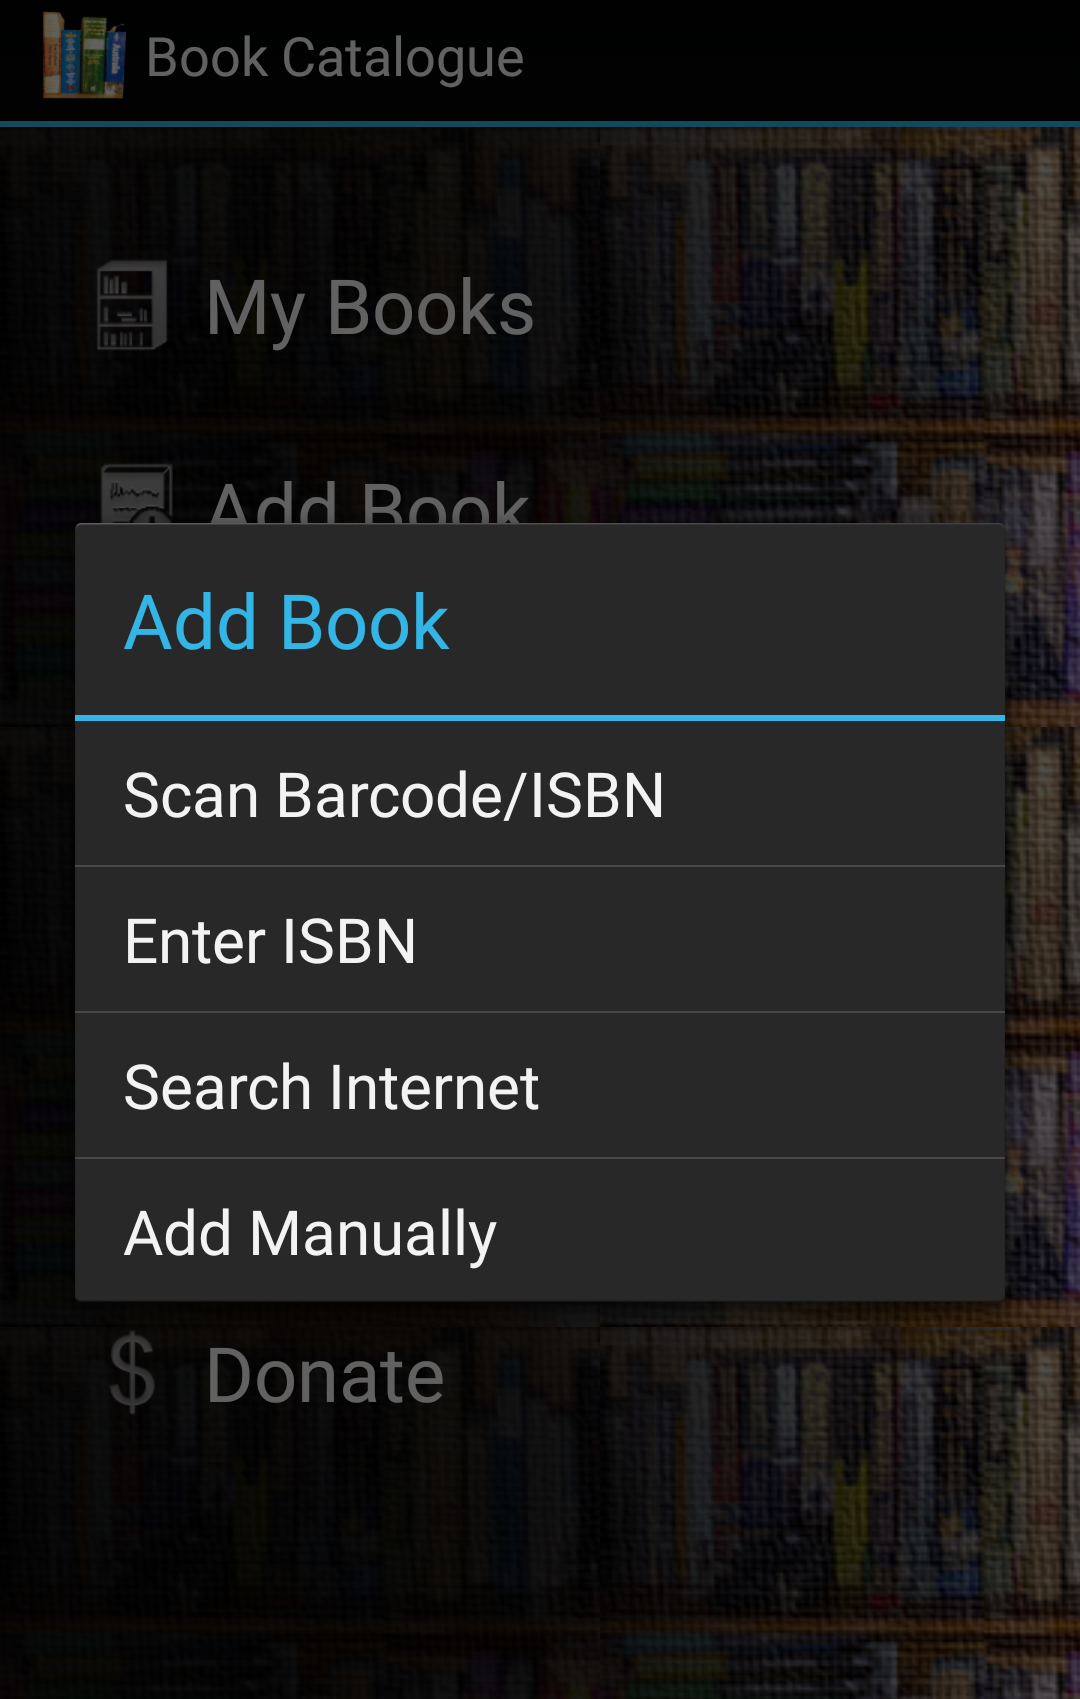 Book Catalogue
My Books
Add Book
Add Book
Scan Barcode/ISBN
Enter ISBN
Search Internet
Add Manually
$ Donate